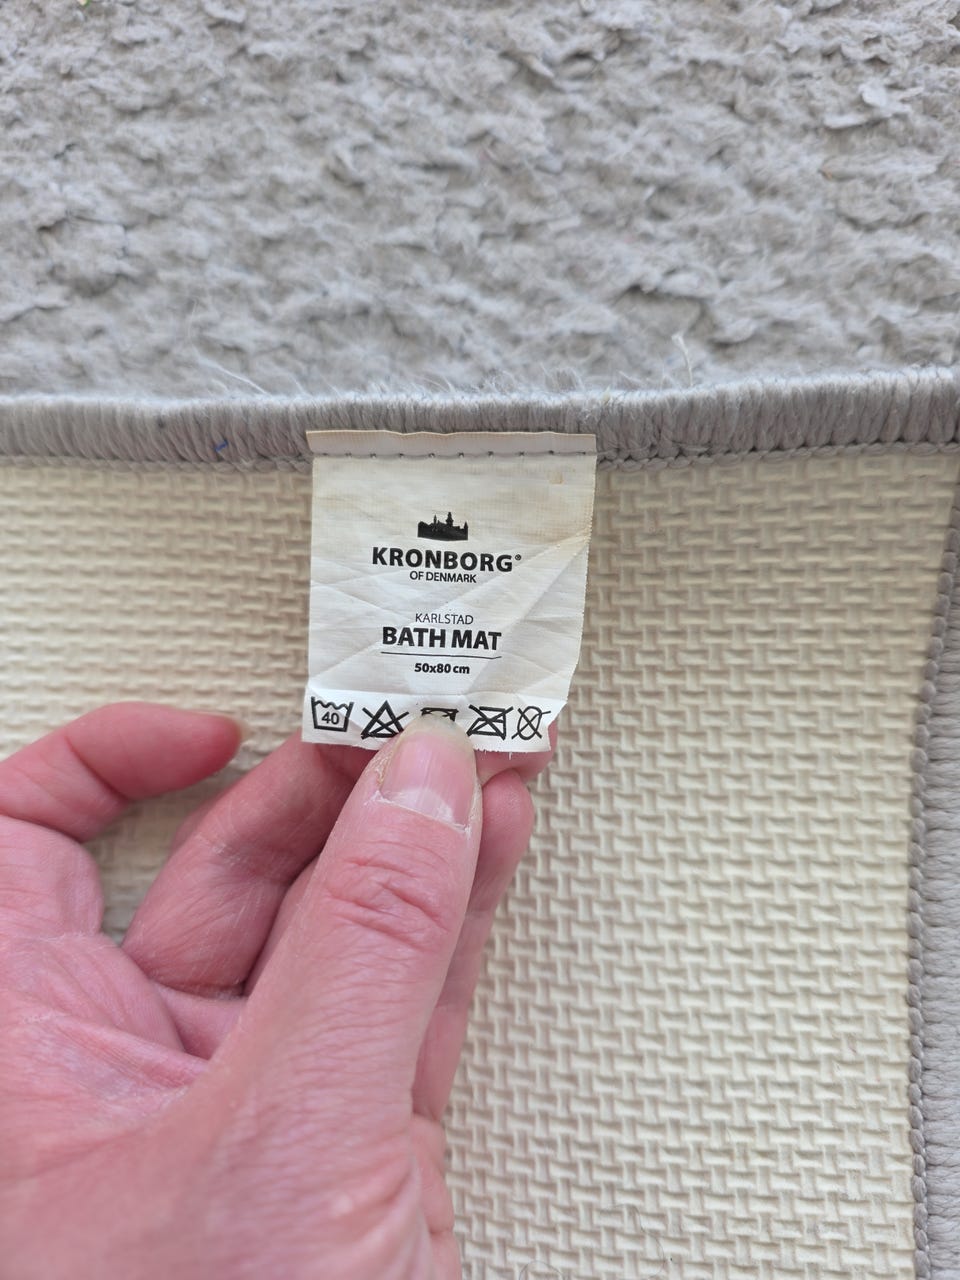 KRONBORG®
OF DENMARK
KARLSTAD
BATH MAT
50x80 cm
40